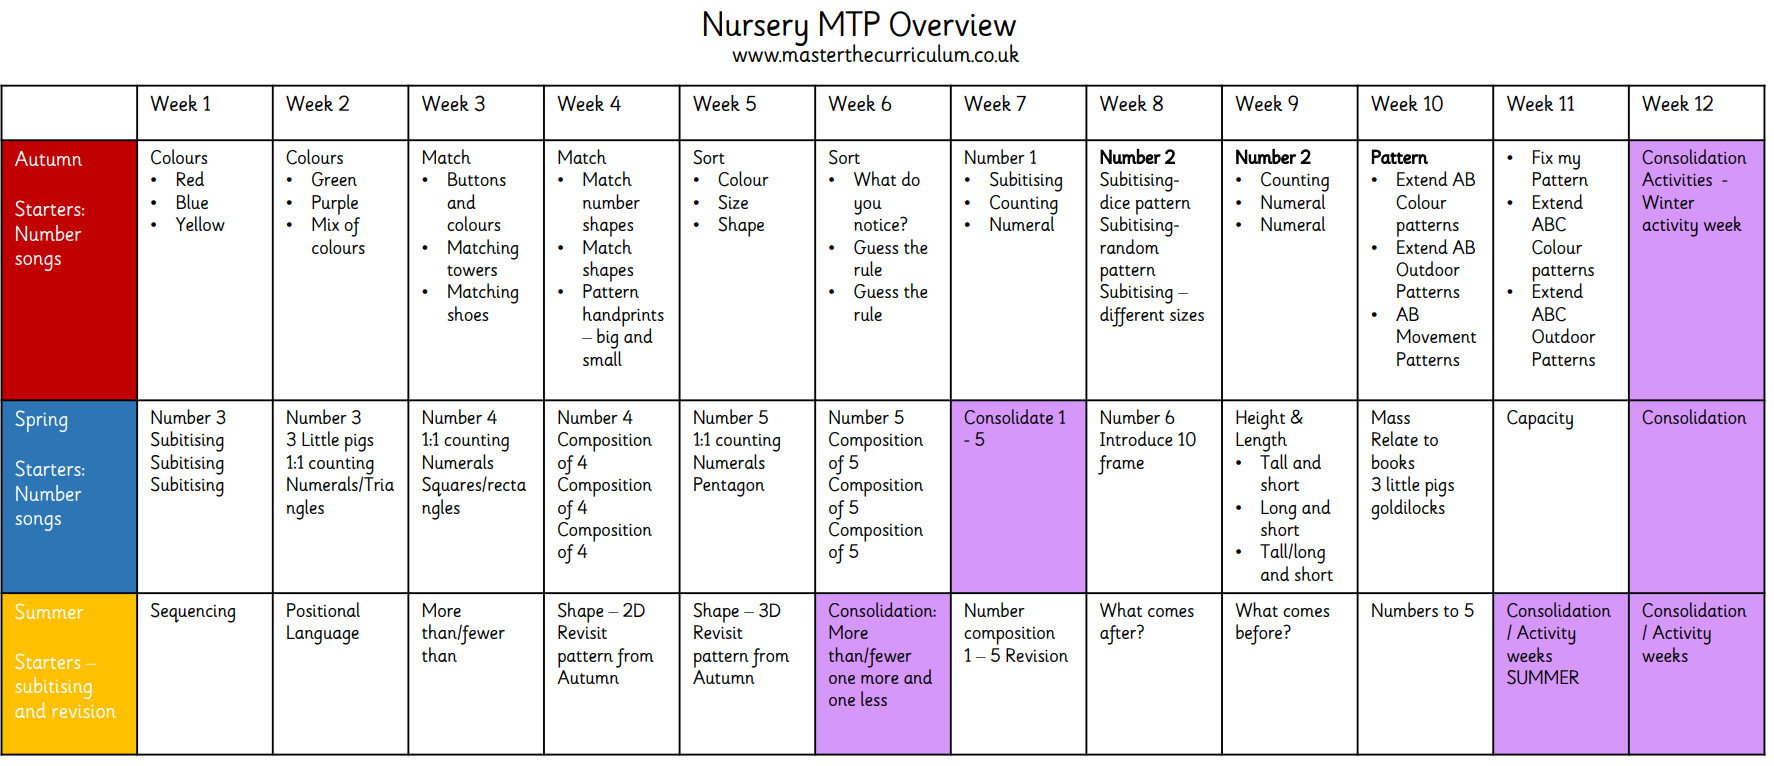 Nursery MTP Overview
www.masterthecurriculum.co.uk
Week 1
Week 2
Week 3
Week 4
Week 5
Week 6
Week 7
Week 8
Week 9
Week 10
Week 11
Week 12
Autumn
Starters:
Number
songs
Colours
• Red
• Blue
• Yellow
Colours
• Green
• Purple
• Mix of
colours
Match
• Buttons
and
colours
• Matching
towers
• Matching
shoes
Match
• Match
number
shapes
• Match
shapes
• Pattern
handprints
– big and
small
Sort
• Colour
• Size
• Shape
Sort
• What do
you
notice?
• Guess the
rule
• Guess the
rule
Number 1
• Subitising
• Counting
• Numeral
Number 2
Subitising-
dice pattern
Subitising-
random
pattern
Subitising –
different sizes
Number 2
• Counting
• Numeral
• Numeral
Pattern
• Extend AB
Colour
patterns
• Extend AB
Outdoor
Patterns
• AB
Movement
Patterns
• Fix my
Pattern
• Extend
ABC
Colour
patterns
• Extend
ABC
Outdoor
Patterns
Consolidation
Activities -
Winter
activity week
Spring
Starters:
Number
songs
Number 3
Subitising
Subitising
Subitising
Number 3
3 Little pigs
1:1 counting
Numerals/Tria
ngles
Number 4
1:1 counting
Numerals
Squares/recta
ngles
Number 4
Composition
of 4
Composition
of 4
Composition
of 4
Number 5
1:1 counting
Numerals
Pentagon
Number 5
Composition
of 5
Composition
of 5
Composition
of 5
Consolidate 1
- 5
Number 6
Introduce 10
frame
Height &
Length
• Tall and
short
• Long and
short
• Tall/long
and short
Mass
Relate to
books
3 little pigs
goldilocks
Capacity
Consolidation
Summer
Starters –
subitising
and revision
Sequencing
Positional
Language
More
than/fewer
than
Shape – 2D
Revisit
pattern from
Autumn
Shape – 3D
Revisit
pattern from
Autumn
Consolidation:
More
than/fewer
one more and
one less
Number
composition
1 – 5 Revision
What comes
after?
What comes
before?
Numbers to 5
Consolidation
/ Activity
weeks
SUMMER
Consolidation
/ Activity
weeks